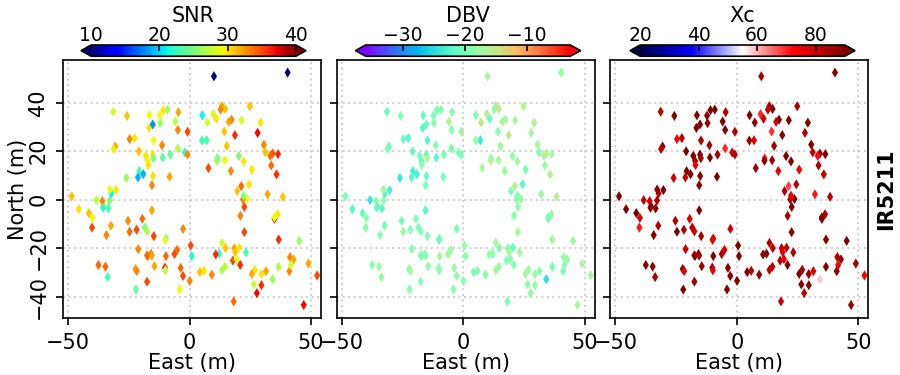 SNR DBV Xc
10 20 30 40 −30 −20 −10 20 40 60 80
40
20
0
−20
−40
North (m)
−50 0 50 −50 0 50 −50 0 50
East (m) East (m) East (m)
IR5211